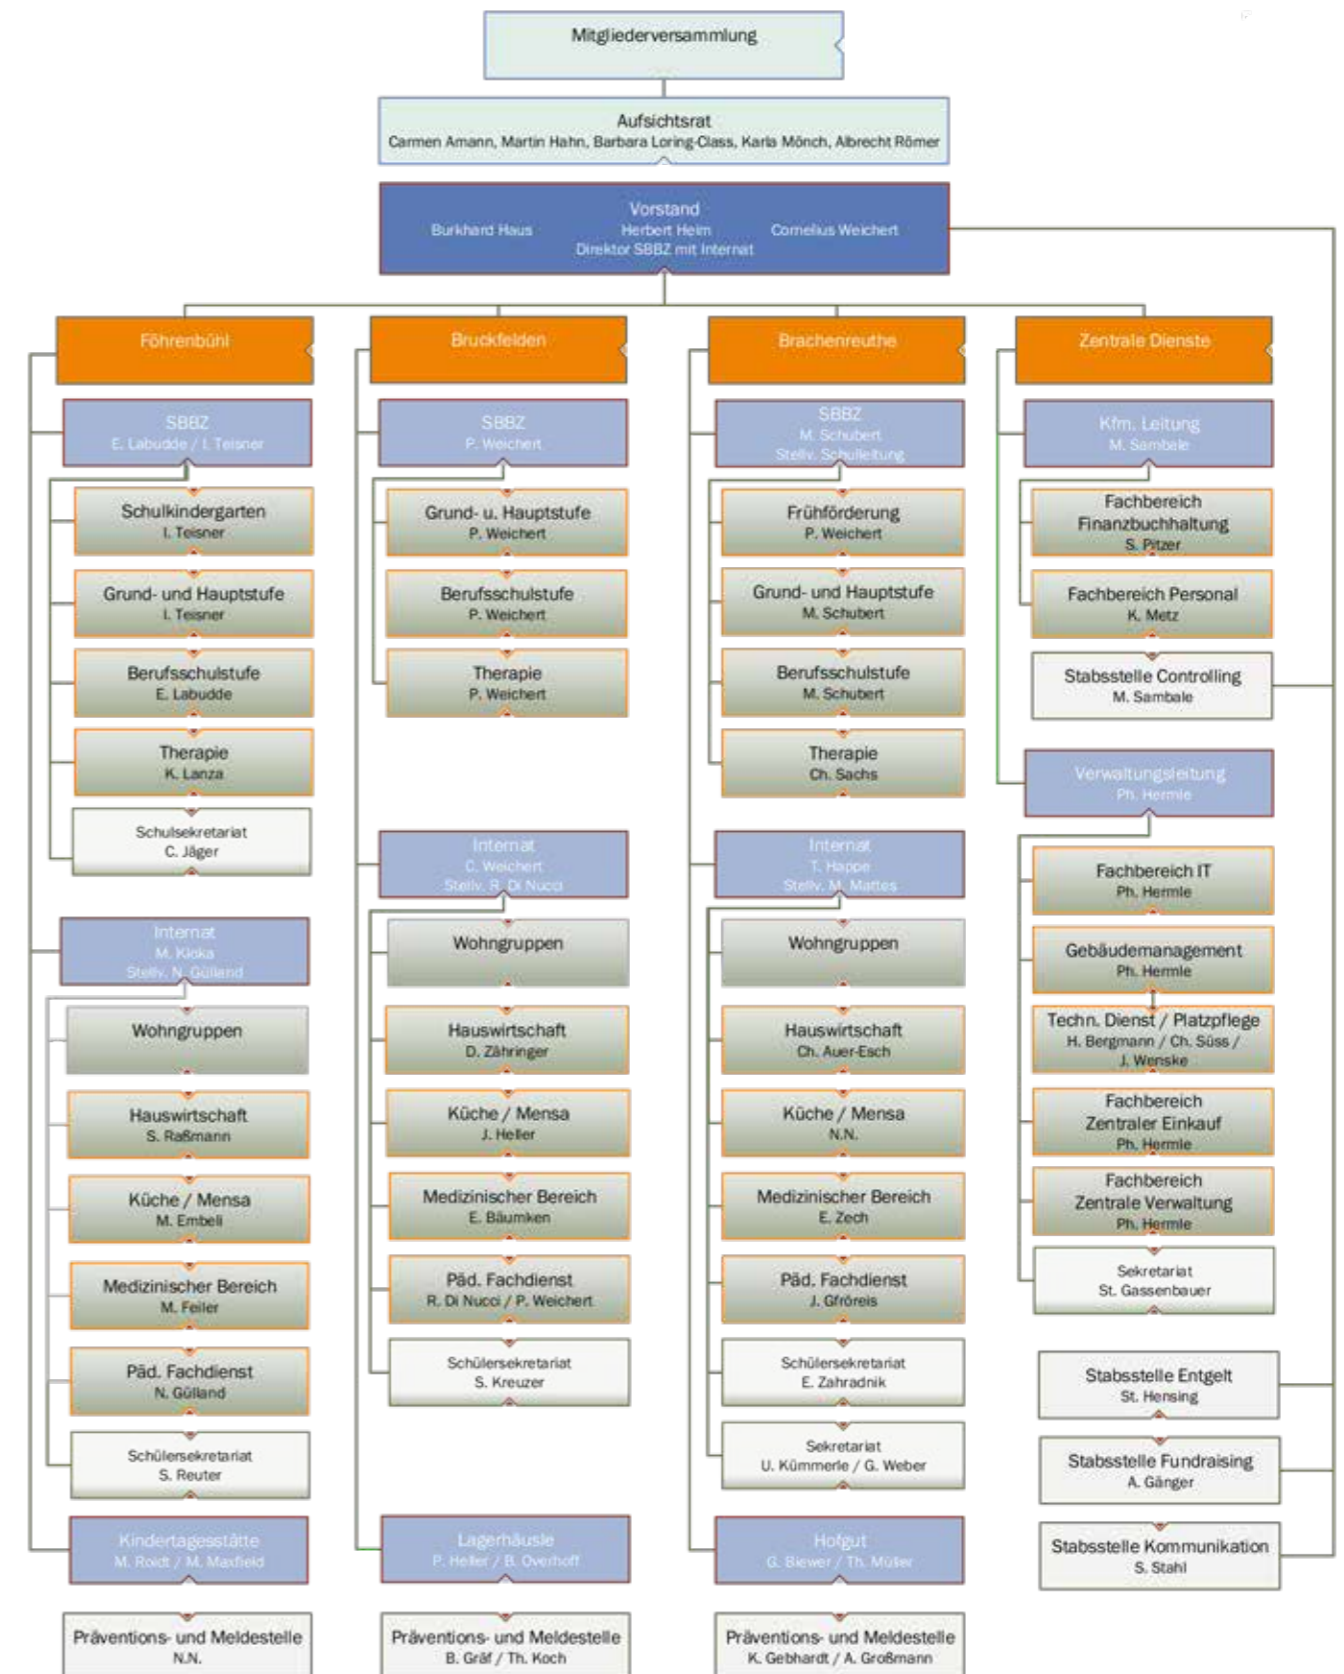 Mitgliederversammlung
Aufsichtsrat
Carmen Amann, Martin Hahn, Barbara Loring-Class, Karla Mönch, Albrecht Römer
Vorstand
Burkhard Haus
Herbert Heim
Cornelius Weichert
Direktor SBBZ mit Internat
Föhrenbühl
SBBZ
E. Labudde / I. Teisner
Schulkindergarten
I. Teisner
Grund- und Hauptstufe
I. Teisner
Berufsschulstufe
E. Labudde
Therapie
K. Lanza
Schulsekretariat
C. Jäger
Internat
M. Kloka
Stellv. N. Gülland
Wohngruppen
Hauswirtschaft
S. Raßmann
Küche / Mensa
M. Embeli
Medizinischer Bereich
M. Feiler
Päd. Fachdienst
N. Gülland
Schülersekretariat
S. Reuter
Kindertagesstätte
M. Roidt / M. Maxfield
Präventions- und Meldestelle
N.N.
Bruckfelden
SBBZ
P. Weichert
Grund- u. Hauptstufe
P. Weichert
Berufsschulstufe
P. Weichert
Therapie
P. Weichert
Internat
C. Weichert
Stellv. R. Di Nucci
Wohngruppen
Hauswirtschaft
D. Zähringer
Küche / Mensa
J. Heller
Medizinischer Bereich
E. Bäumken
Päd. Fachdienst
R. Di Nucci / P. Weichert
Schülersekretariat
S. Kreuzer
Lagerhäusle
P. Heller / B. Overhoff
Präventions- und Meldestelle
B. Gräf / Th. Koch
Brachenreuthe
SBBZ
M. Schubert
Stellv. Schulleitung
Frühförderung
P. Weichert
Grund- und Hauptstufe
M. Schubert
Berufsschulstufe
M. Schubert
Therapie
Ch. Sachs
Internat
T. Happe
Stellv. M. Mattes
Wohngruppen
Hauswirtschaft
Ch. Auer-Esch
Küche / Mensa
N.N.
Medizinischer Bereich
E. Zech
Päd. Fachdienst
J. Gfröreis
Schülersekretariat
E. Zahradnik
Sekretariat
U. Kümmerle / G. Weber
Hofgut
G. Biewer / Th. Müller
Präventions- und Meldestelle
K. Gebhardt / A. Großmann
Zentrale Dienste
Kfm. Leitung
M. Sambale
Fachbereich
Finanzbuchhaltung
S. Pitzer
Fachbereich Personal
K. Metz
Stabsstelle Controlling
M. Sambale
Verwaltungsleitung
Ph. Hermle
Fachbereich IT
Ph. Hermle
Gebäudemanagement
Ph. Hermle
Techn. Dienst / Platzpflege
H. Bergmann / Ch. Süss /
J. Wenske
Fachbereich
Zentraler Einkauf
Ph. Hermle
Fachbereich
Zentrale Verwaltung
Ph. Hermle
Sekretariat
St. Gassenbauer
Stabsstelle Entgelt
St. Hensing
Stabsstelle Fundraising
A. Gänger
Stabsstelle Kommunikation
S. Stahl